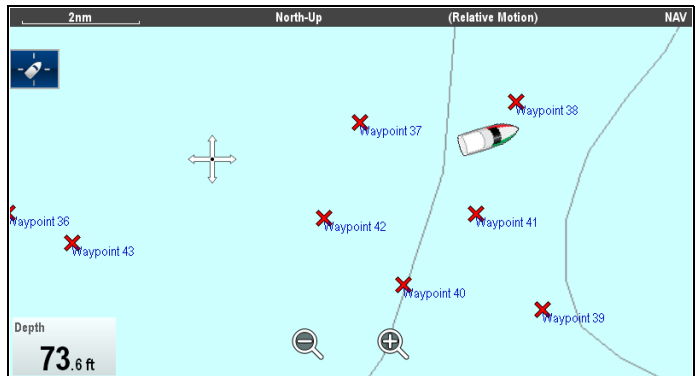 2nm North-Up (Relative Motion) NAV
Waypoint 38
Waypoint 37
Waypoint 36
Waypoint 41
Waypoint 42
Waypoint 43
Waypoint 40
Waypoint 39
Depth
73.6 ft